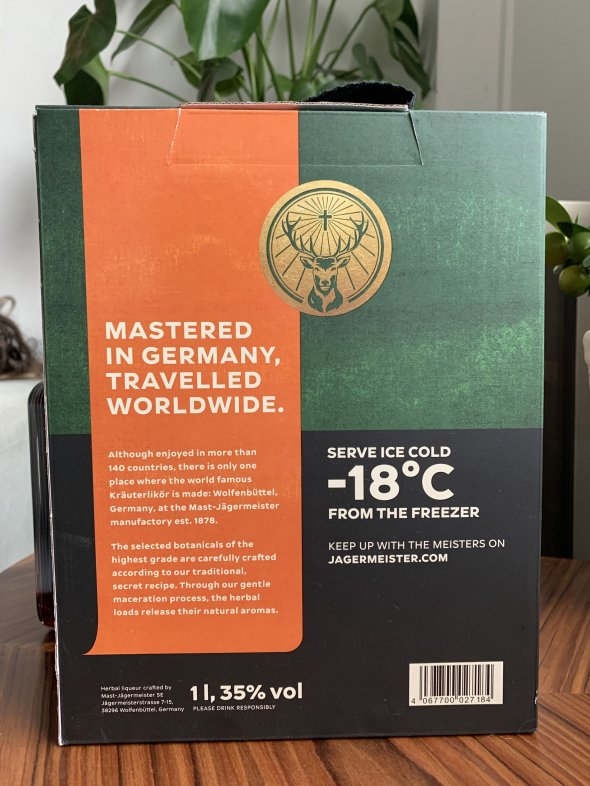 MASTERED
IN GERMANY,
TRAVELLED
WORLDWIDE.
Although enjoyed in more than
140 countries, there is only one
place where the world famous
Kräuterlikör is made: Wolfenbüttel,
Germany, at the Mast-Jägermeister
manufactory est. 1878.
The selected botanicals of the
highest grade are carefully crafted
according to our traditional,
secret recipe. Through our gentle
maceration process, the herbal
loads release their natural aromas.
SERVE ICE COLD
-18°C
FROM THE FREEZER
KEEP UP WITH THE MEISTERS ON
JAGERMEISTER.COM
Herbal liqueur crafted by
Mast-Jägermeister SE
Jägermeisterstrasse 7-15,
38296 Wolfenbüttel, Germany
1 l, 35% vol
PLEASE DRINK RESPONSIBLY
4 067700 027184